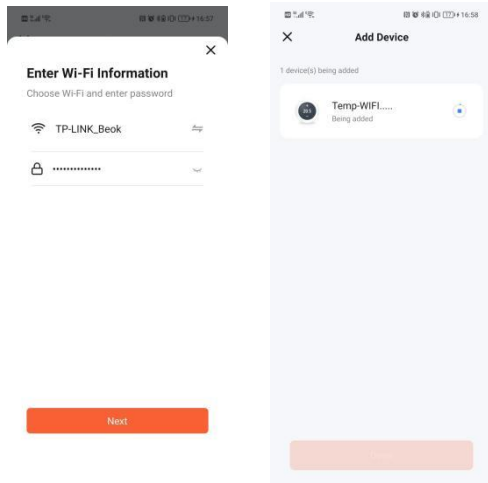 16:57
Enter Wi-Fi Information
Choose Wi-Fi and enter password
TP-LINK_Beok
••••••••••••••
Next
16:58
Add Device
1 device(s) being added
Temp-WIFI.....
Being added